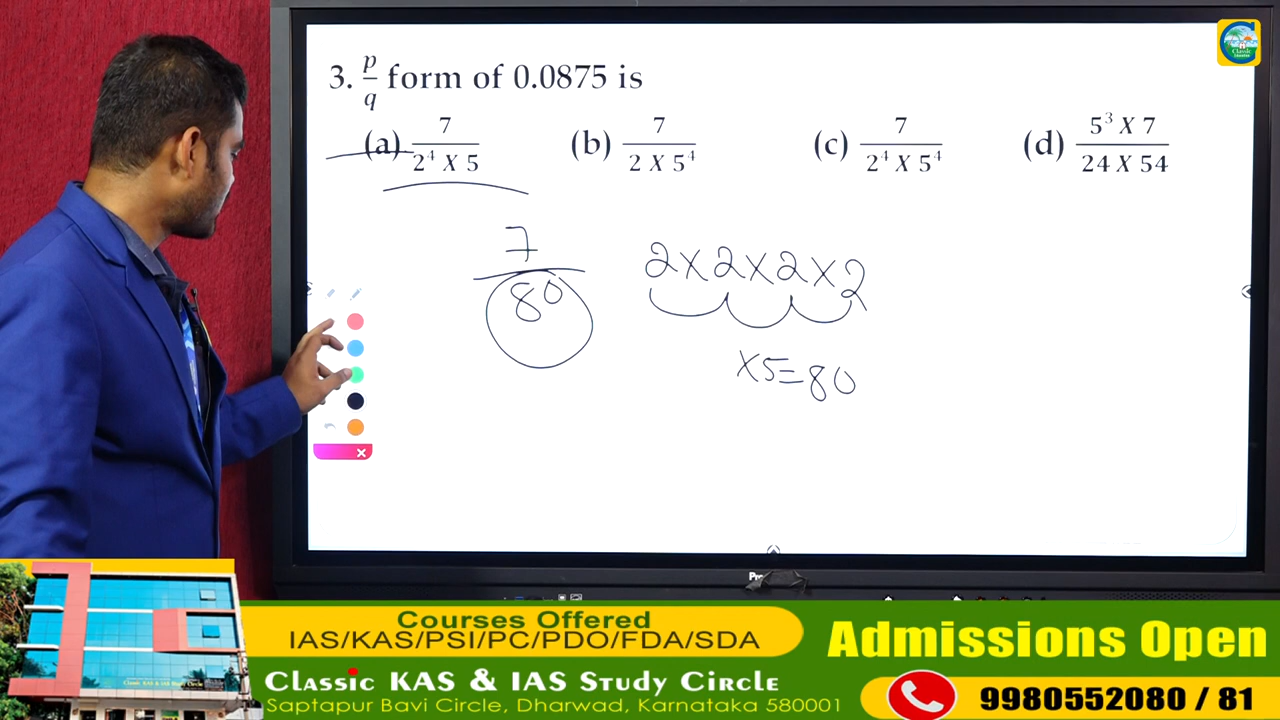 3. p/q form of 0.0875 is
(a) 7/(2⁴ X 5) (b) 7/(2 X 5⁴) (c) 7/(2⁴ X 5⁴) (d) (5³ X 7)/(24 X 54)
7/80 2X2X2X2
X5=80
Classic
Education
Courses Offered
IAS/KAS/PSI/PC/PDO/FDA/SDA
Admissions Open
Classic KAS & IAS Study Circle
Saptapur Bavi Circle, Dharwad, Karnataka 580001
9980552080 / 81